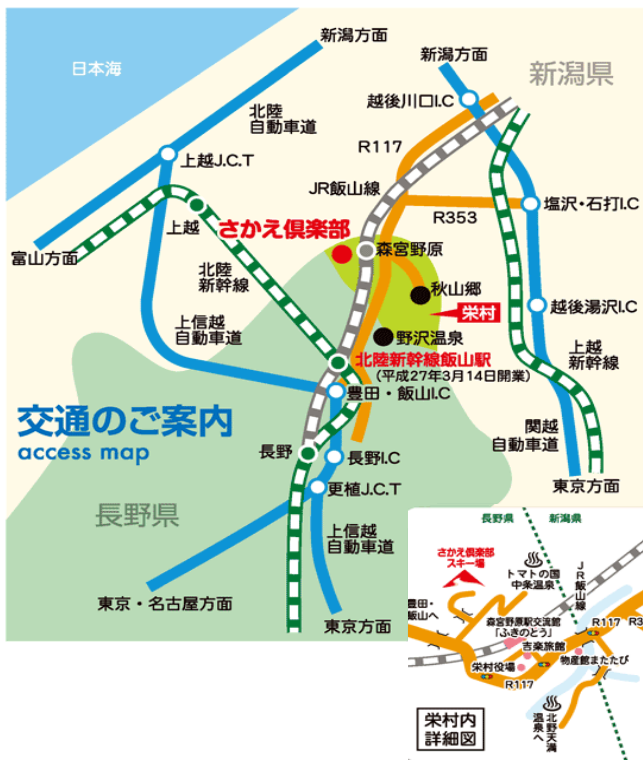 新潟方面
新潟方面
新潟県
日本海
北陸
自動車道
越後川口I.C
R117
上越J.C.T
JR飯山線
塩沢・石打I.C
R353
上越
さかえ倶楽部
森宮野原
富山方面
北陸
新幹線
秋山郷
栄村
越後湯沢I.C
上信越
自動車道
野沢温泉
上越
新幹線
北陸新幹線飯山駅
(平成27年3月14日開業)
豊田・飯山I.C
交通のご案内
access map
関越
自動車道
長野
長野I.C
東京方面
更植J.C.T
長野県
上信越
自動車道
東京・名古屋方面
東京方面
長野県
新潟県
さかえ倶楽部
スキー場
トマトの国
中条温泉
JR飯山線
豊田・
飯山へ
森宮野原駅交流館
「ふきのとう」
R117
R3
吉楽旅館
栄村役場
物産館またたび
R117
北野天満
温泉へ
栄村内
詳細図